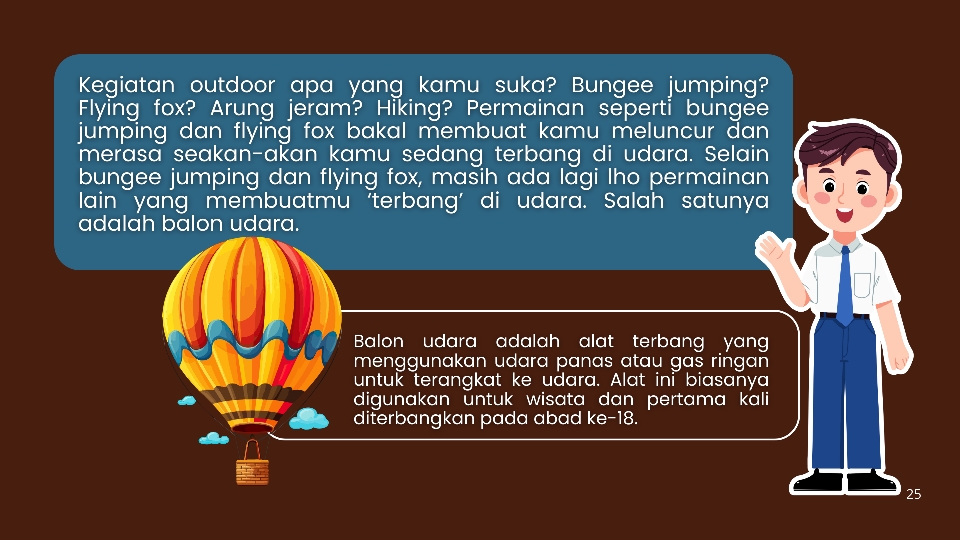 Kegiatan outdoor apa yang kamu suka? Bungee jumping?
Flying fox? Arung jeram? Hiking? Permainan seperti bungee
jumping dan flying fox bakal membuat kamu meluncur dan
merasa seakan-akan kamu sedang terbang di udara. Selain
bungee jumping dan flying fox, masih ada lagi lho permainan
lain yang membuatmu ‘terbang’ di udara. Salah satunya
adalah balon udara.
Balon udara adalah alat terbang yang
menggunakan udara panas atau gas ringan
untuk terangkat ke udara. Alat ini biasanya
digunakan untuk wisata dan pertama kali
diterbangkan pada abad ke-18.
25